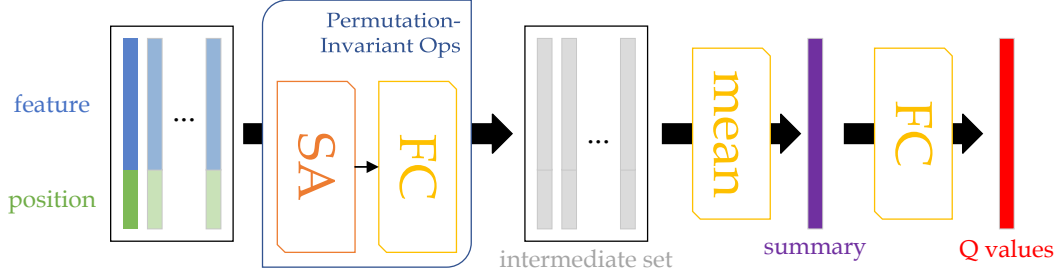 feature
position
...
Permutation-
Invariant Ops
SA
FC
...
intermediate set
mean
summary
FC
Q values